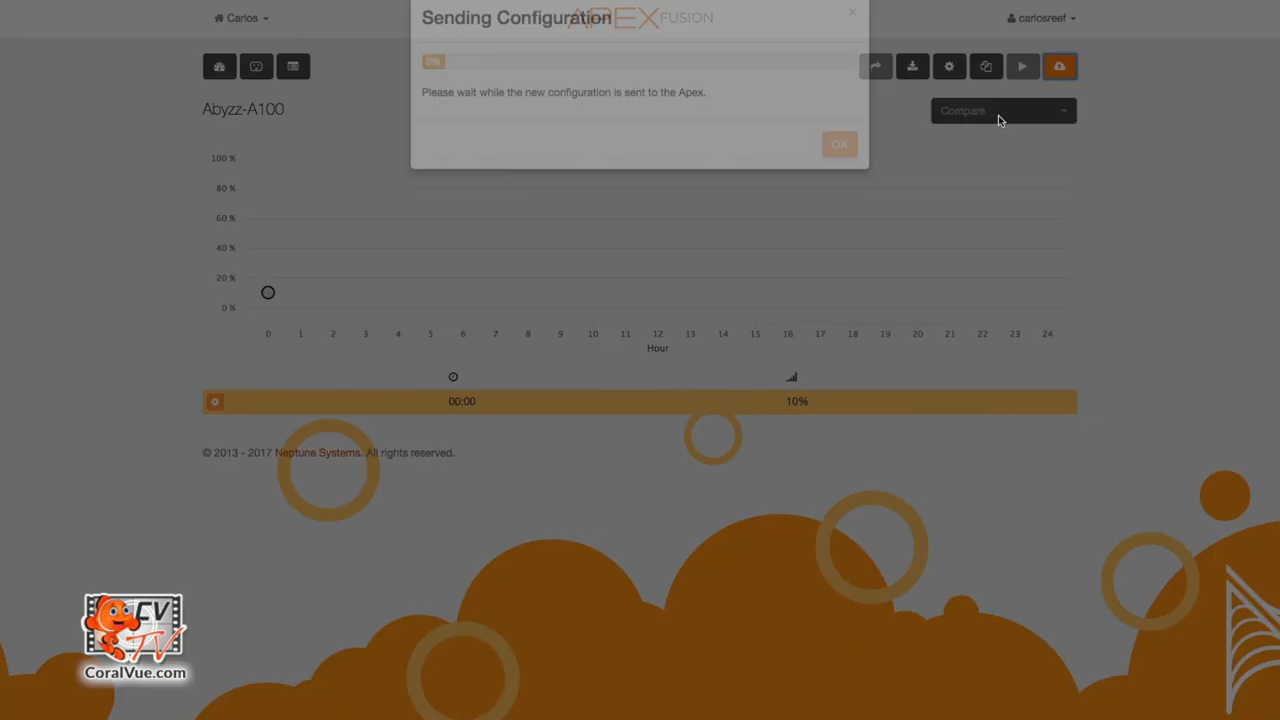 Carlos
Sending Configuration
APEX FUSION
×
carlosreef
0%
Please wait while the new configuration is sent to the Apex.
OK
Abyzz-A100
Compare
100 %
80 %
60 %
40 %
20 %
0 %
0 1 2 3 4 5 6 7 8 9 10 11 12 13 14 15 16 17 18 19 20 21 22 23 24
Hour
00:00 10%
© 2013 - 2017 Neptune Systems. All rights reserved.
CV
TV
CoralVue.com